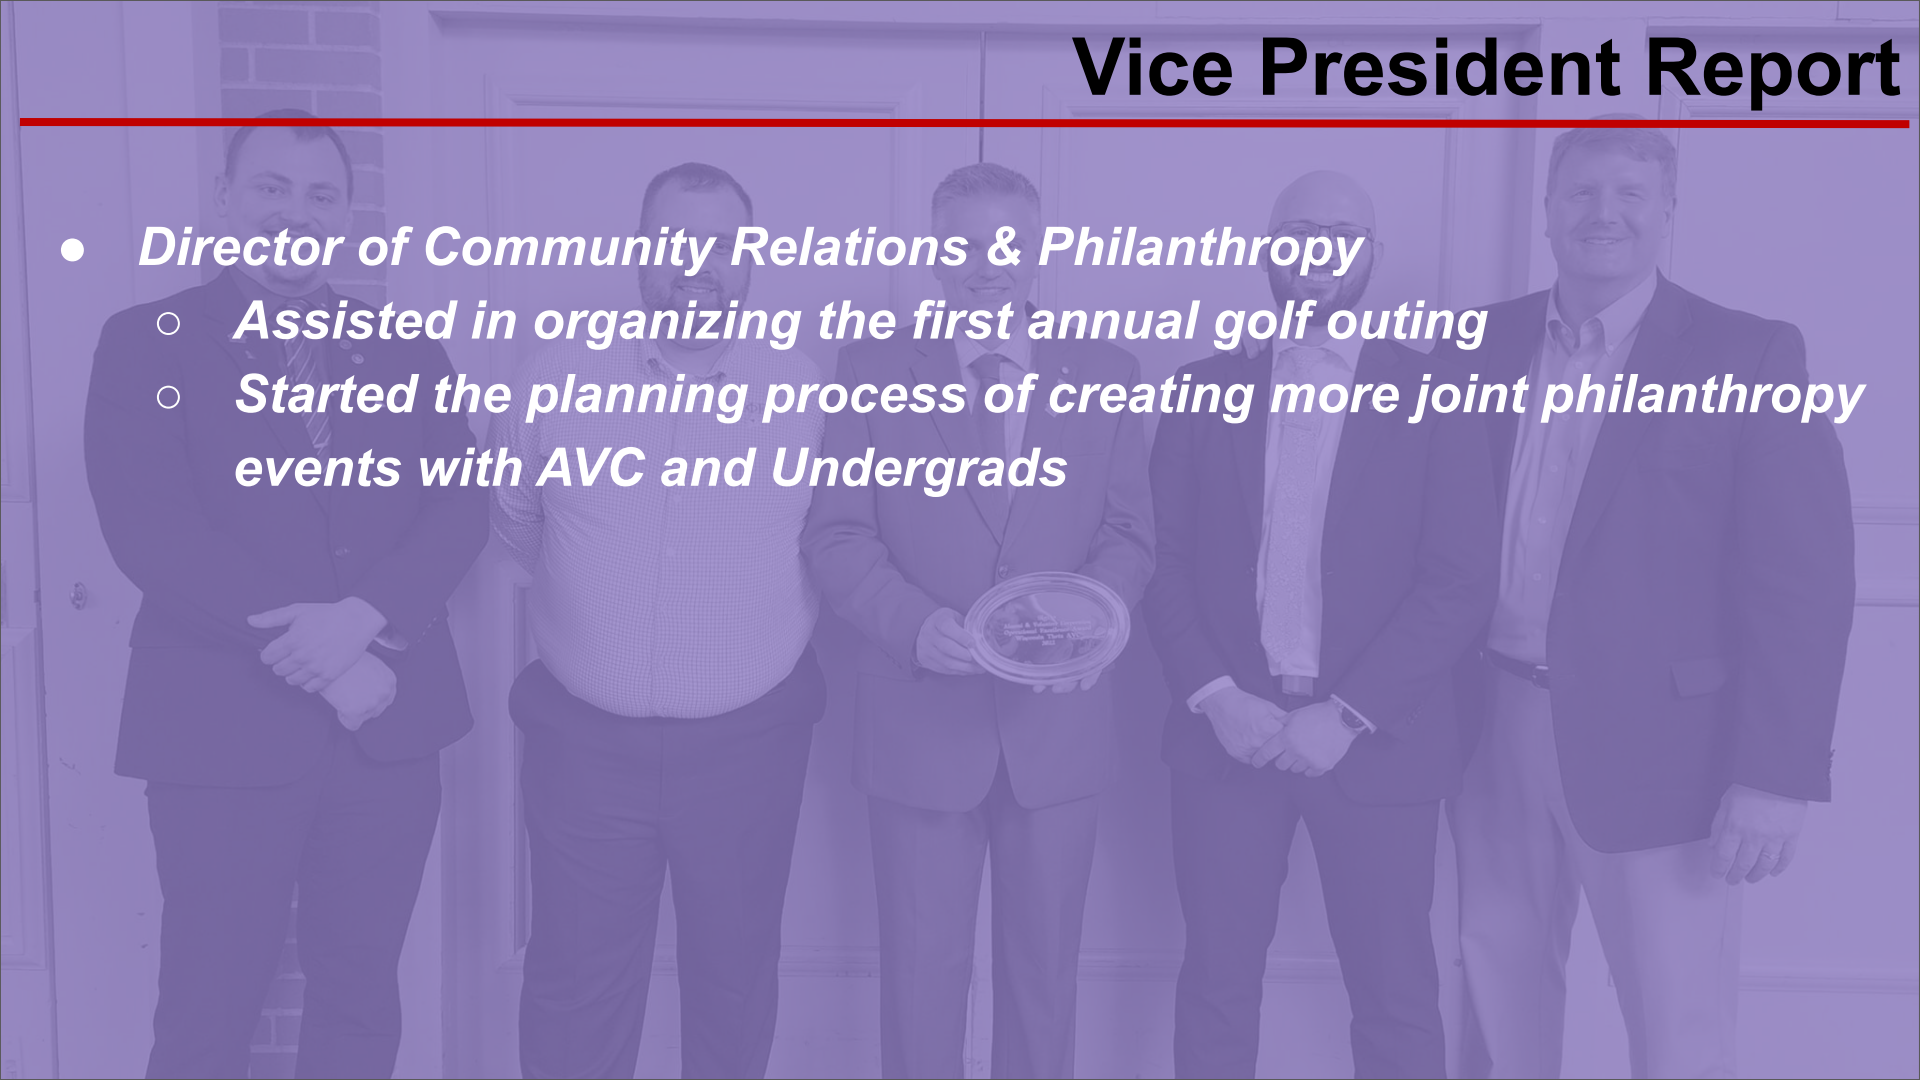 Vice President Report
● Director of Community Relations & Philanthropy
○ Assisted in organizing the first annual golf outing
○ Started the planning process of creating more joint philanthropy
events with AVC and Undergrads